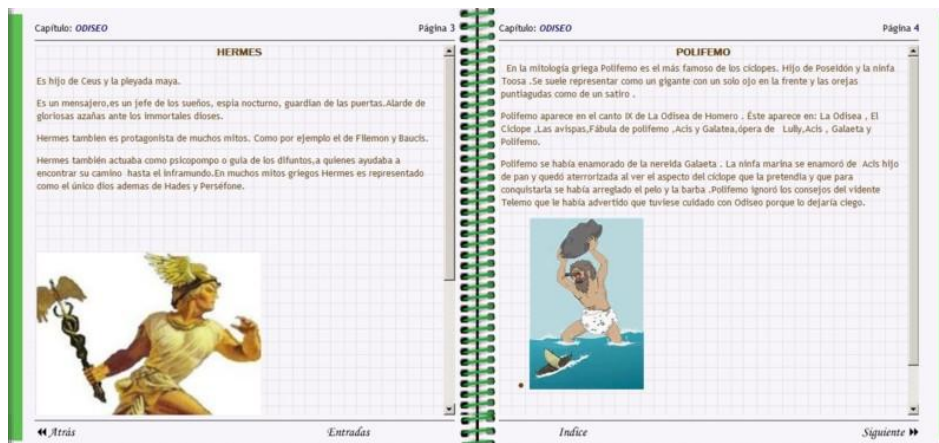 Capítulo: ODISEO
Página 3
HERMES
Es hijo de Ceus y la pleyada maya.
Es un mensajero,es un jefe de los sueños, espia nocturno, guardian de las puertas.Alarde de
gloriosas azañas ante los immortales dioses.
Hermes tambien es protagonista de muchos mitos. Como por ejemplo el de Filemon y Baucis.
Hermes también actuaba como psicopompo o guia de los difuntos,a quienes ayudaba a
encontrar su camino hasta el inframundo.En muchos mitos griegos Hermes es representado
como el único dios ademas de Hades y Perséfone.
Atrás
Entradas
Capítulo: ODISEO
Página 4
POLIFEMO
En la mitología griega Polifemo es el más famoso de los cíclopes. Hijo de Poseidón y la ninfa
Toosa .Se suele representar como un gigante con un solo ojo en la frente y las orejas
puntiagudas como de un satiro .
Polifemo aparece en el canto IX de La Odisea de Homero . Éste aparece en: La Odisea , El
Cíclope ,Las avispas,Fábula de polifemo ,Acis y Galatea,ópera de Lully,Acis , Galaeta y
Polifemo.
Polifemo se había enamorado de la nereida Galaeta . La ninfa marina se enamoró de Acis hijo
de pan y quedó aterrorizada al ver el aspecto del cíclope que la pretendia y que para
conquistarla se había arreglado el pelo y la barba .Polifemo ignoró los consejos del vidente
Telemo que le había advertido que tuviese cuidado con Odiseo porque lo dejaría ciego.
Indice
Siguiente